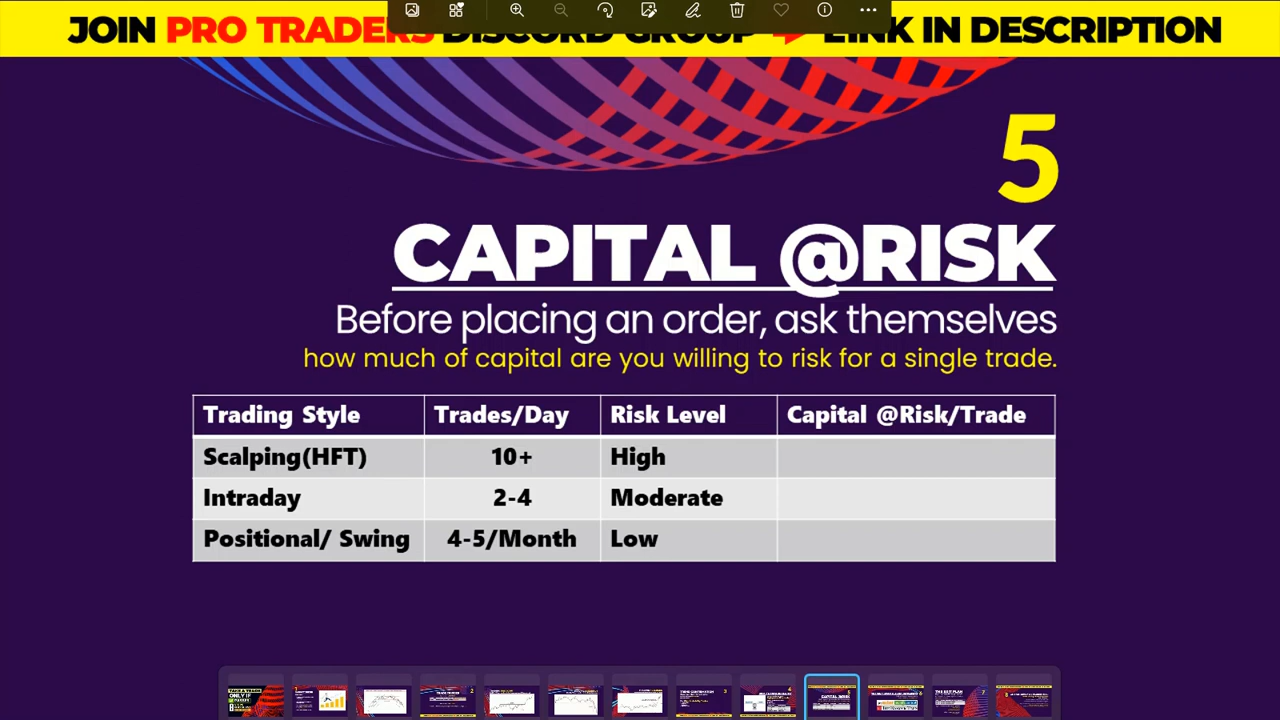 JOIN PRO TRADERS DISCORD GROUP LINK IN DESCRIPTION
5
CAPITAL @RISK
Before placing an order, ask themselves
how much of capital are you willing to risk for a single trade.
Trading Style Trades/Day Risk Level Capital @Risk/Trade
Scalping(HFT) 10+ High
Intraday 2-4 Moderate
Positional/ Swing 4-5/Month Low